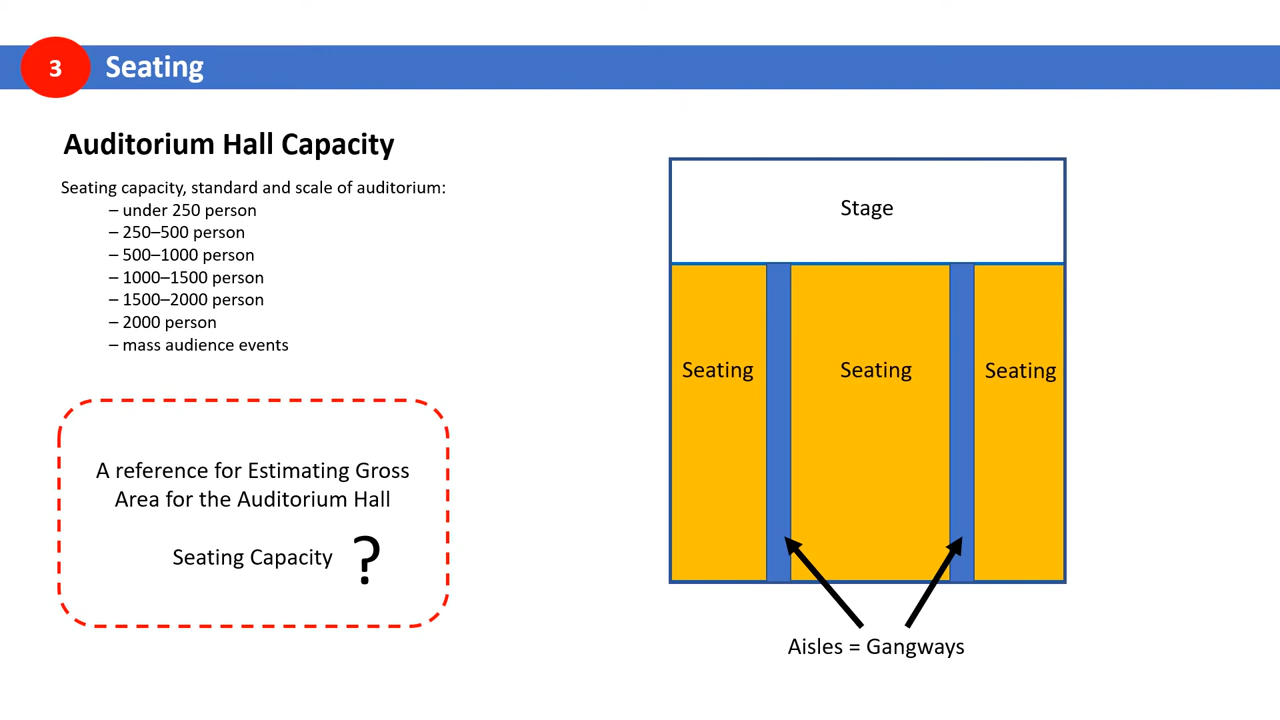 3
Seating
Auditorium Hall Capacity
Seating capacity, standard and scale of auditorium:
– under 250 person
– 250–500 person
– 500–1000 person
– 1000–1500 person
– 1500–2000 person
– 2000 person
– mass audience events
A reference for Estimating Gross
Area for the Auditorium Hall
Seating Capacity ?
Stage
Seating
Seating
Seating
Aisles = Gangways